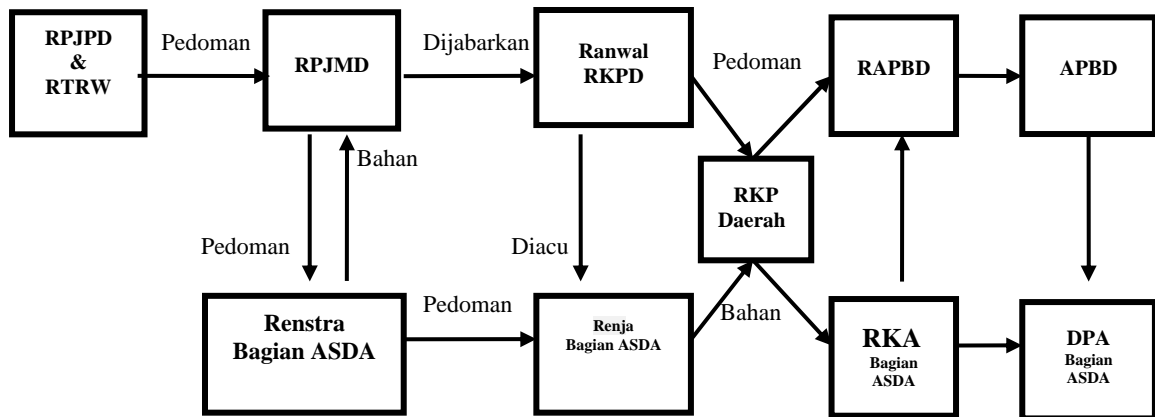 RPJPD
&
RTRW
Pedoman
RPJMD
Dijabarkan
Ranwal
RKPD
Pedoman
RAPBD
APBD
Bahan
RKP
Daerah
Pedoman
Diacu
Renstra
Bagian ASDA
Pedoman
Renja
Bagian ASDA
Bahan
RKA
Bagian
ASDA
DPA
Bagian
ASDA